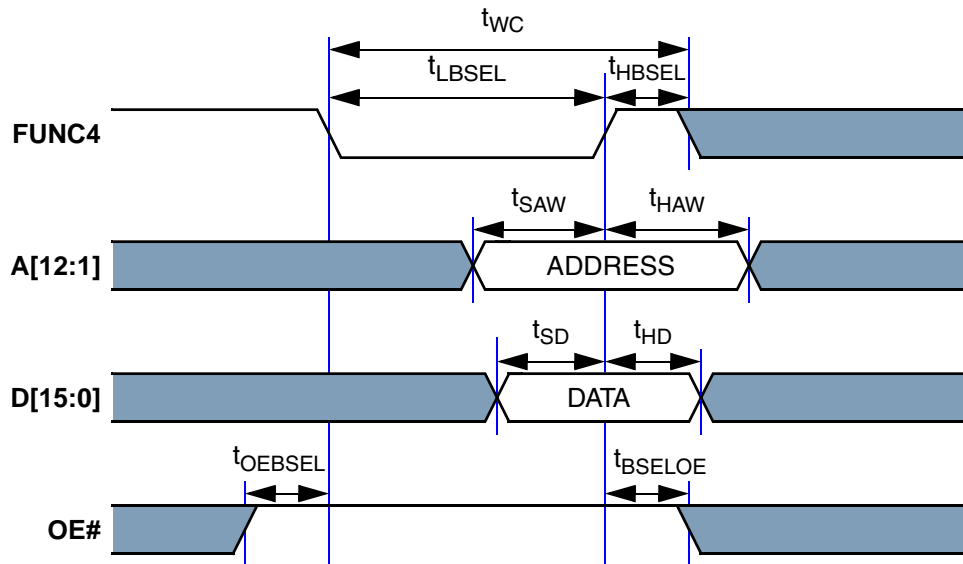 tWC
tLBSEL
tHBSEL
FUNC4
tSAW
tHAW
A[12:1]
ADDRESS
tSD
tHD
D[15:0]
DATA
tOEBSEL
tBSELOE
OE#